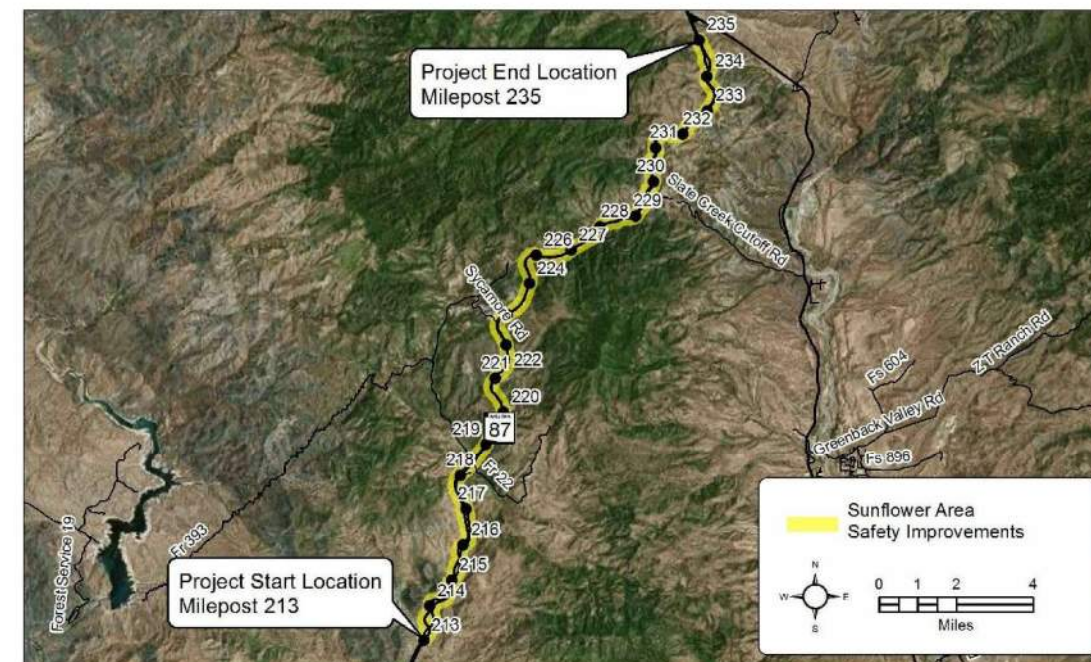 235
Project End Location
Milepost 235
234
233
232
231
230
Slate Creek Cutoff Rd
229
228
227
226
224
Sycamore Rd
222
221
220
Fs 604
Z T Ranch Rd
Greenback Valley Rd
87
219
Fs 896
218
Fr 22
217
216
Forest Service 19
Fr 393
215
Project Start Location
Milepost 213
214
213
Sunflower Area
Safety Improvements
N
W E
S
0 1 2 4
Miles